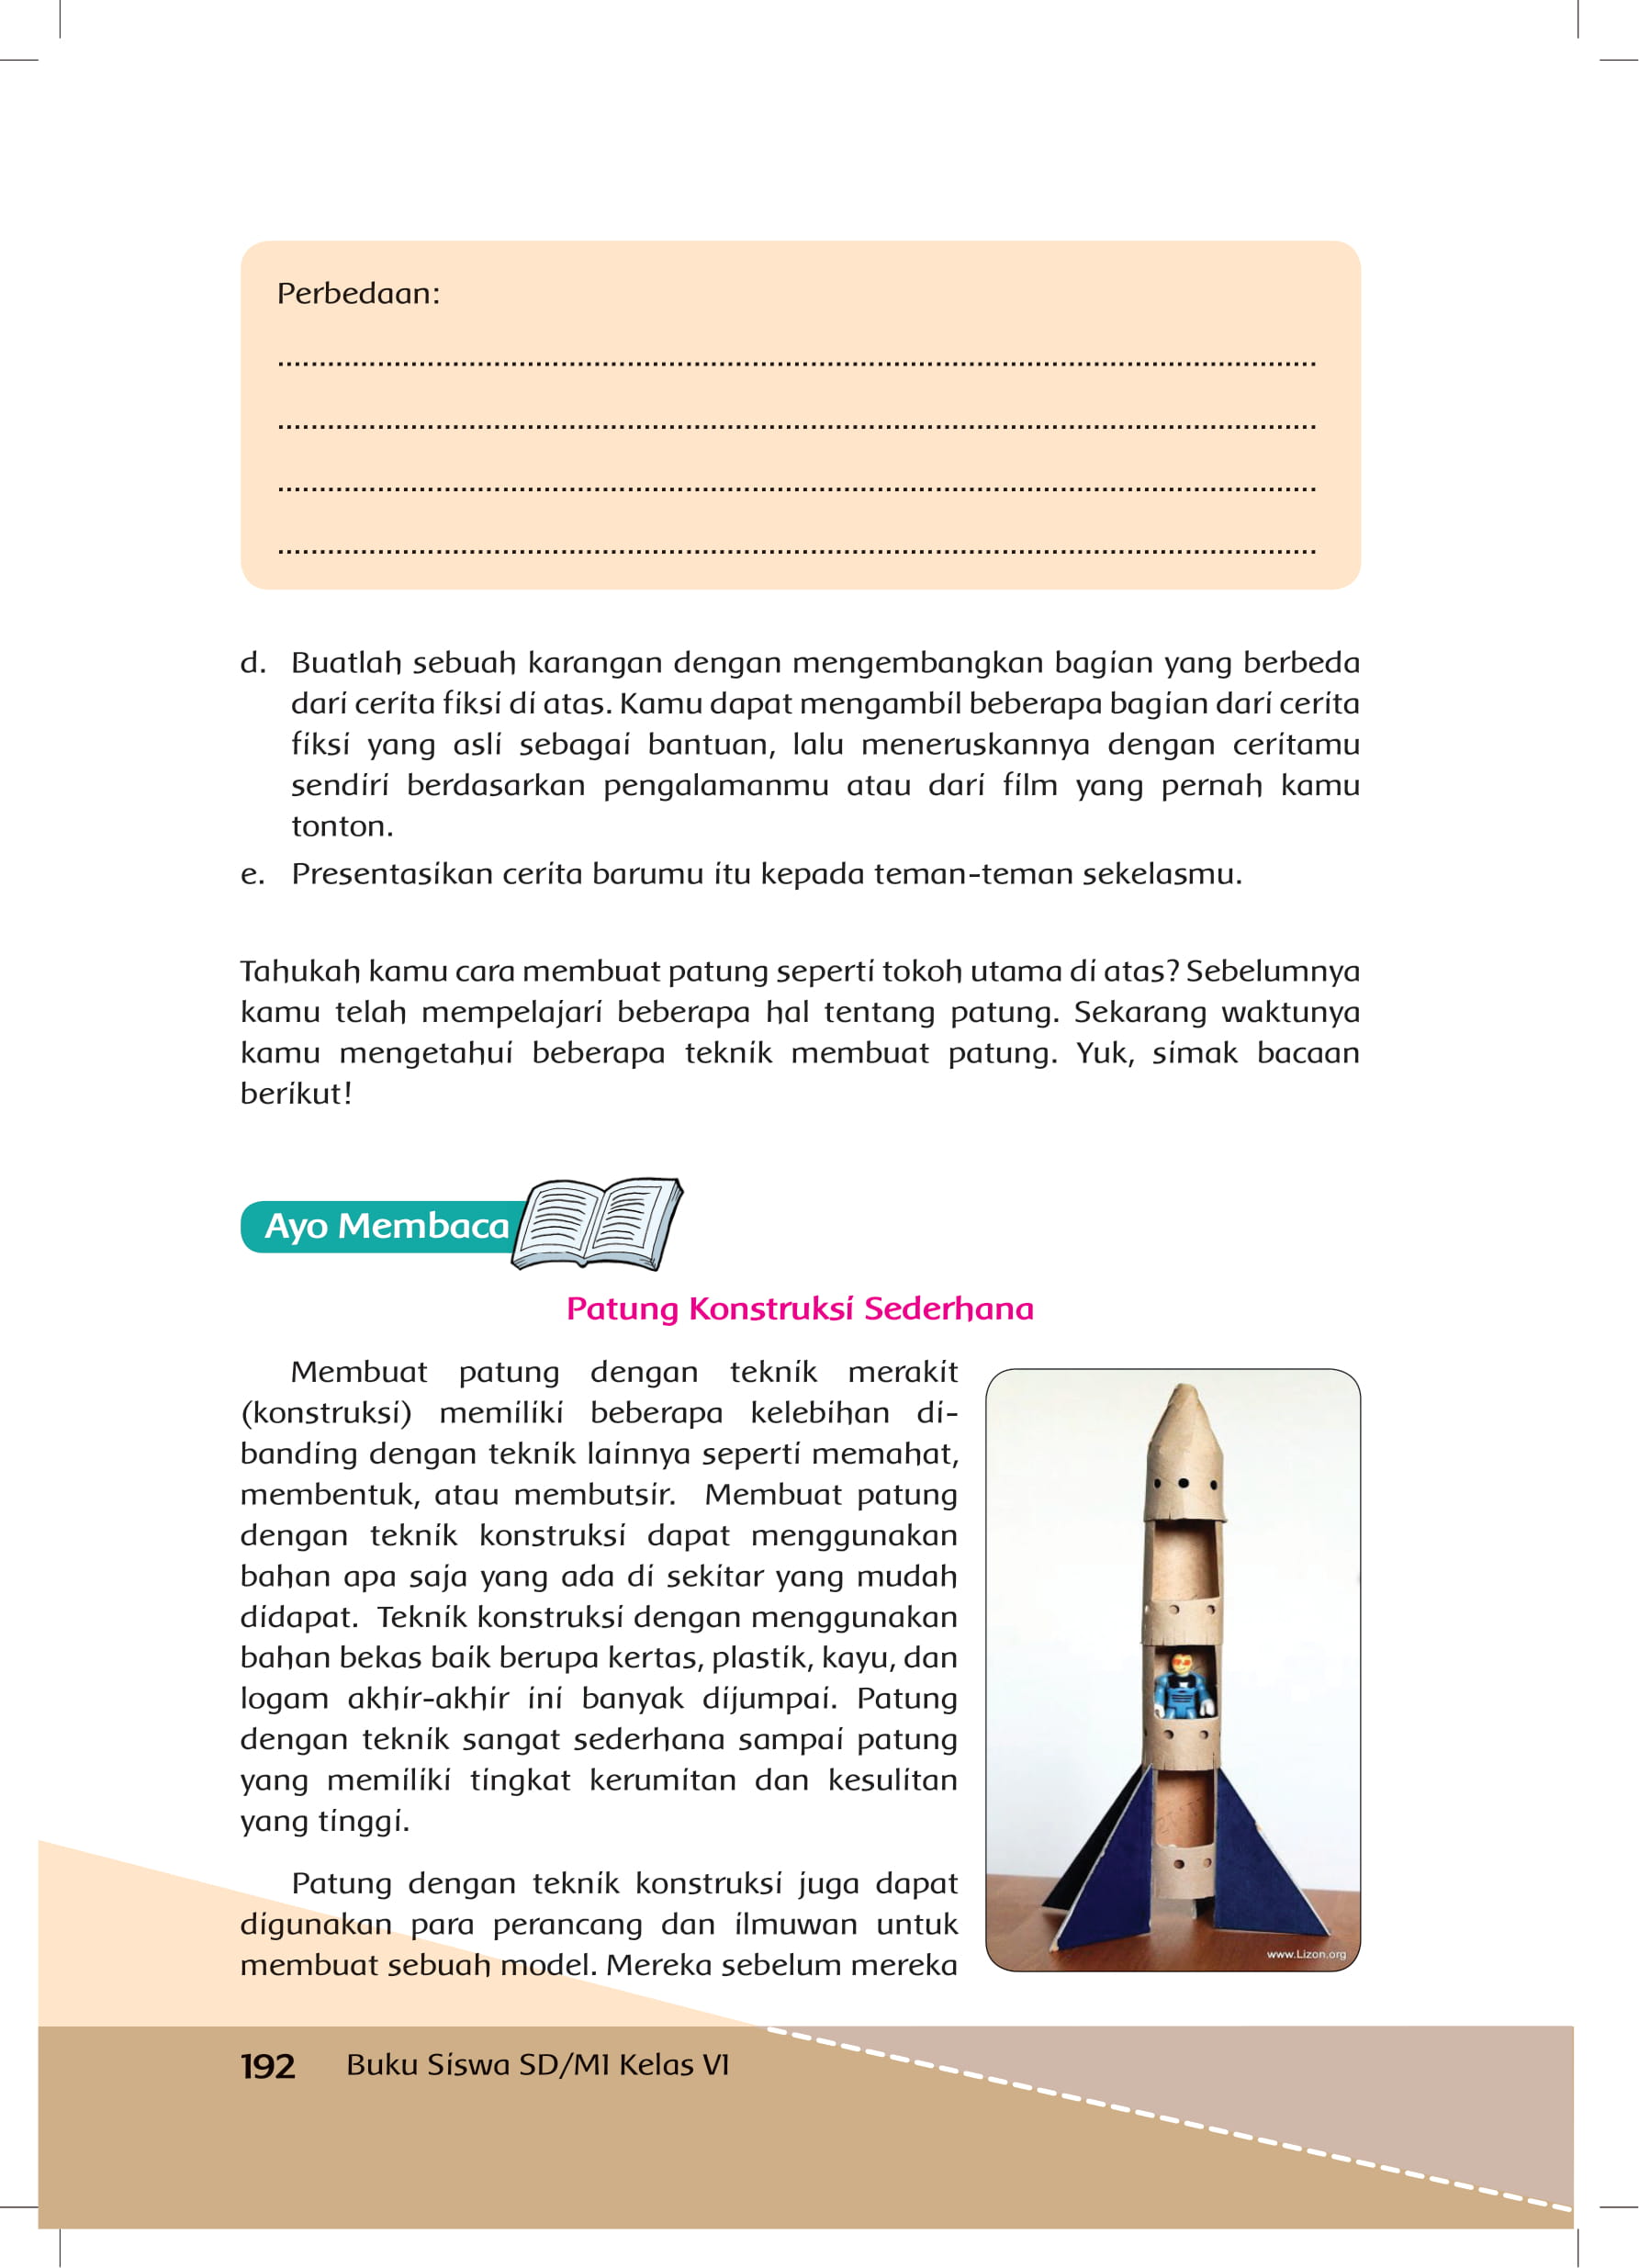 Perbedaan:
..............................................................................................................................
..............................................................................................................................
..............................................................................................................................
..............................................................................................................................
d. Buatlah sebuah karangan dengan mengembangkan bagian yang berbeda
dari cerita fiksi di atas. Kamu dapat mengambil beberapa bagian dari cerita
fiksi yang asli sebagai bantuan, lalu meneruskannya dengan ceritamu
sendiri berdasarkan pengalamanmu atau dari film yang pernah kamu
tonton.
e. Presentasikan cerita barumu itu kepada teman-teman sekelasmu.
Tahukah kamu cara membuat patung seperti tokoh utama di atas? Sebelumnya
kamu telah mempelajari beberapa hal tentang patung. Sekarang waktunya
kamu mengetahui beberapa teknik membuat patung. Yuk, simak bacaan
berikut!
Ayo Membaca
Patung Konstruksi Sederhana
Membuat patung dengan teknik merakit
(konstruksi) memiliki beberapa kelebihan di-
banding dengan teknik lainnya seperti memahat,
membentuk, atau membutsir. Membuat patung
dengan teknik konstruksi dapat menggunakan
bahan apa saja yang ada di sekitar yang mudah
didapat. Teknik konstruksi dengan menggunakan
bahan bekas baik berupa kertas, plastik, kayu, dan
logam akhir-akhir ini banyak dijumpai. Patung
dengan teknik sangat sederhana sampai patung
yang memiliki tingkat kerumitan dan kesulitan
yang tinggi.
Patung dengan teknik konstruksi juga dapat
digunakan para perancang dan ilmuwan untuk
membuat sebuah model. Mereka sebelum mereka
www.Lizon.org
192 Buku Siswa SD/MI Kelas VI